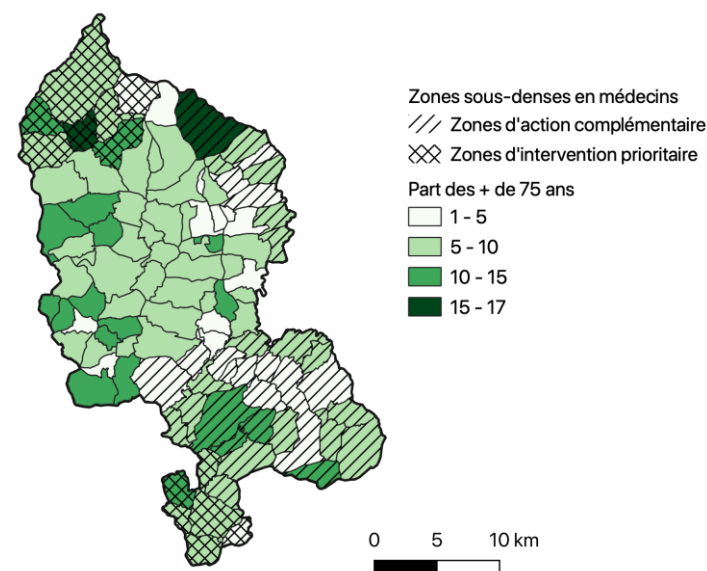 Zones sous-denses en médecins
Zones d'action complémentaire
Zones d'intervention prioritaire
Part des + de 75 ans
1 - 5
5 - 10
10 - 15
15 - 17
0 5 10 km